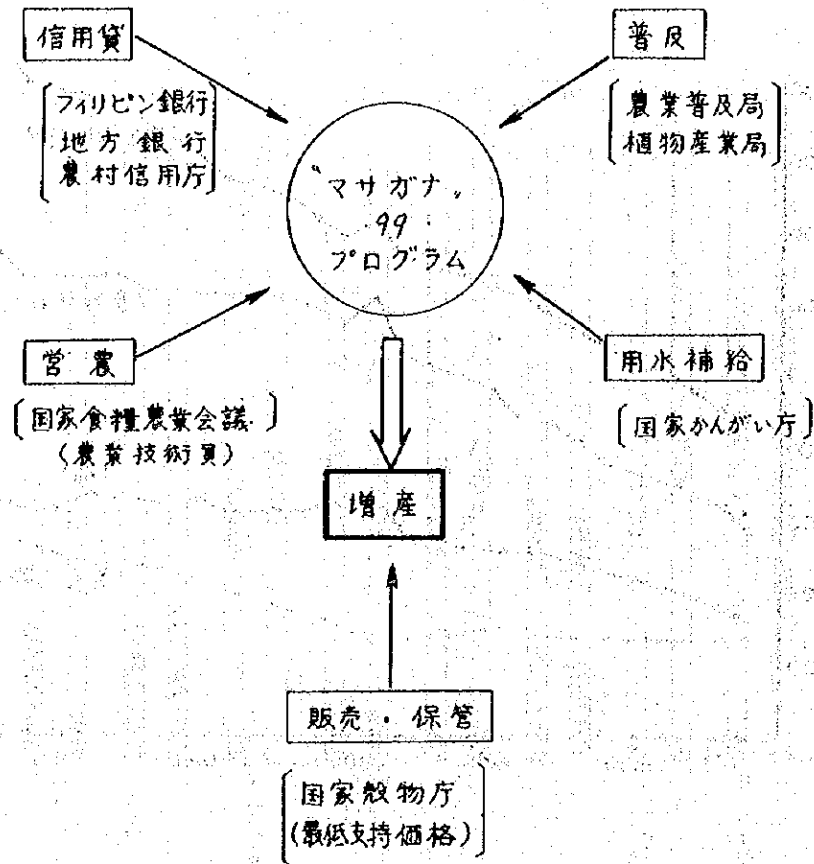 信用貸
フィリピン銀行
地方銀行
農村信用庁
普及
農業普及局
植物産業局
〝マサガナ〟
・99・
プログラム
営農
国家食糧農業会議
(農業技術員)
用水補給
国家かんがい庁
増産
販売・保管
国家穀物庁
(最低支持価格)